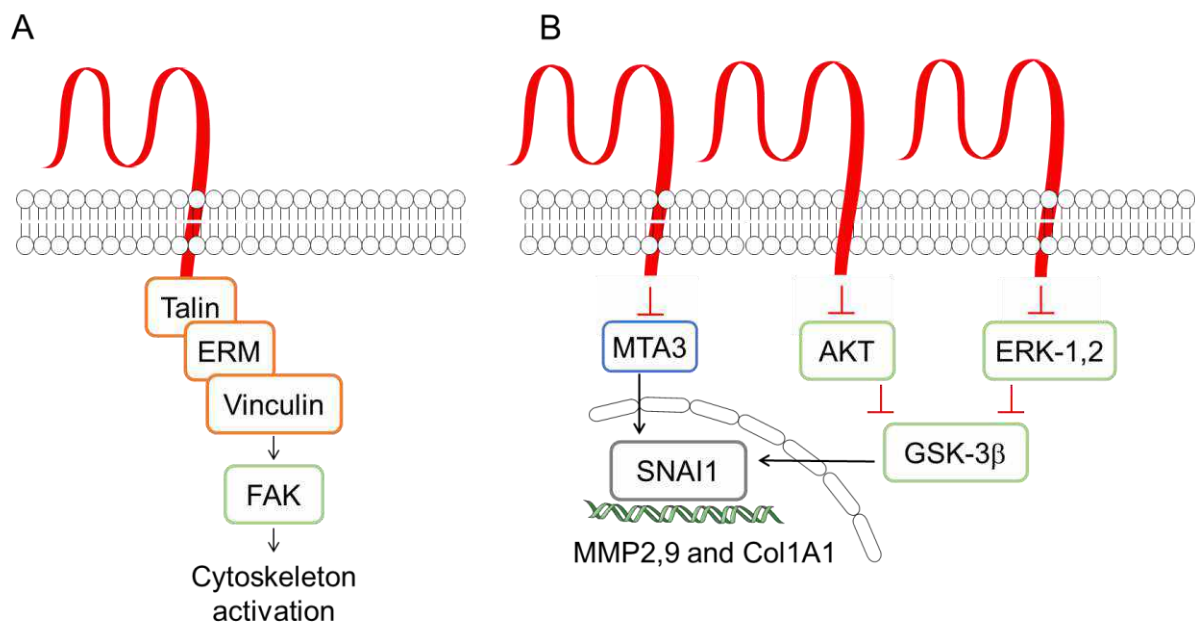 A
Talin
ERM
Vinculin
FAK
Cytoskeleton
activation
B
MTA3
AKT
ERK-1,2
GSK-3β
SNAI1
MMP2,9 and Col1A1